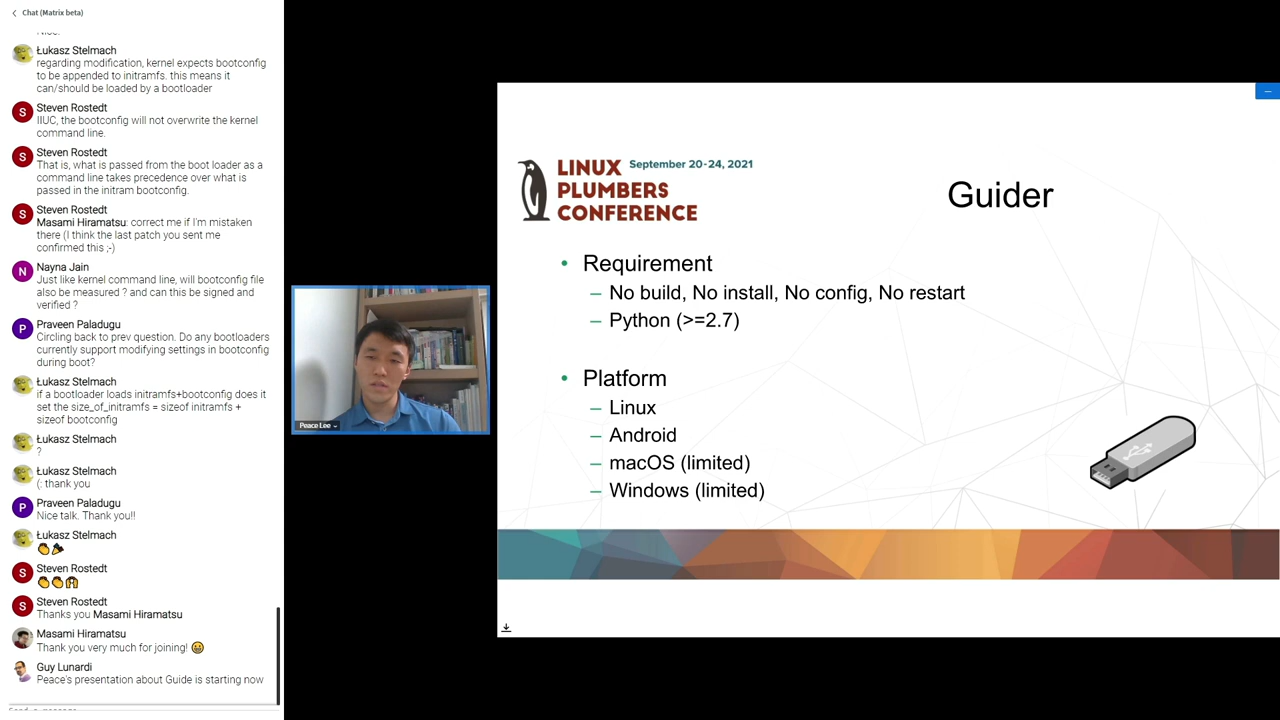 Chat (Matrix beta)
Nice.
Łukasz Stelmach
regarding modification, kernel expects bootconfig
to be appended to initramfs. this means it
can/should be loaded by a bootloader
Steven Rostedt
IIUC, the bootconfig will not overwrite the kernel
command line.
Steven Rostedt
That is, what is passed from the boot loader as a
command line takes precedence over what is
passed in the initram bootconfig.
Steven Rostedt
Masami Hiramatsu: correct me if I'm mistaken
there (I think the last patch you sent me
confirmed this ;-)
Nayna Jain
Just like kernel command line, will bootconfig file
also be measured ? and can this be signed and
verified ?
Praveen Paladugu
Circling back to prev question. Do any bootloaders
currently support modifying settings in bootconfig
during boot?
Łukasz Stelmach
if a bootloader loads initramfs+bootconfig does it
set the size_of_initramfs = sizeof initramfs +
sizeof bootconfig
Łukasz Stelmach
?
Łukasz Stelmach
(: thank you
Praveen Paladugu
Nice talk. Thank you!!
Łukasz Stelmach
👏🎉
Steven Rostedt
👏👏🙌
Steven Rostedt
Thanks you Masami Hiramatsu
Masami Hiramatsu
Thank you very much for joining! 😀
Guy Lunardi
Peace's presentation about Guide is starting now
S
S
S
N
P
P
S
S
Peace Lee
LINUX September 20-24, 2021
PLUMBERS
CONFERENCE
Guider
• Requirement
– No build, No install, No config, No restart
– Python (>=2.7)
• Platform
– Linux
– Android
– macOS (limited)
– Windows (limited)